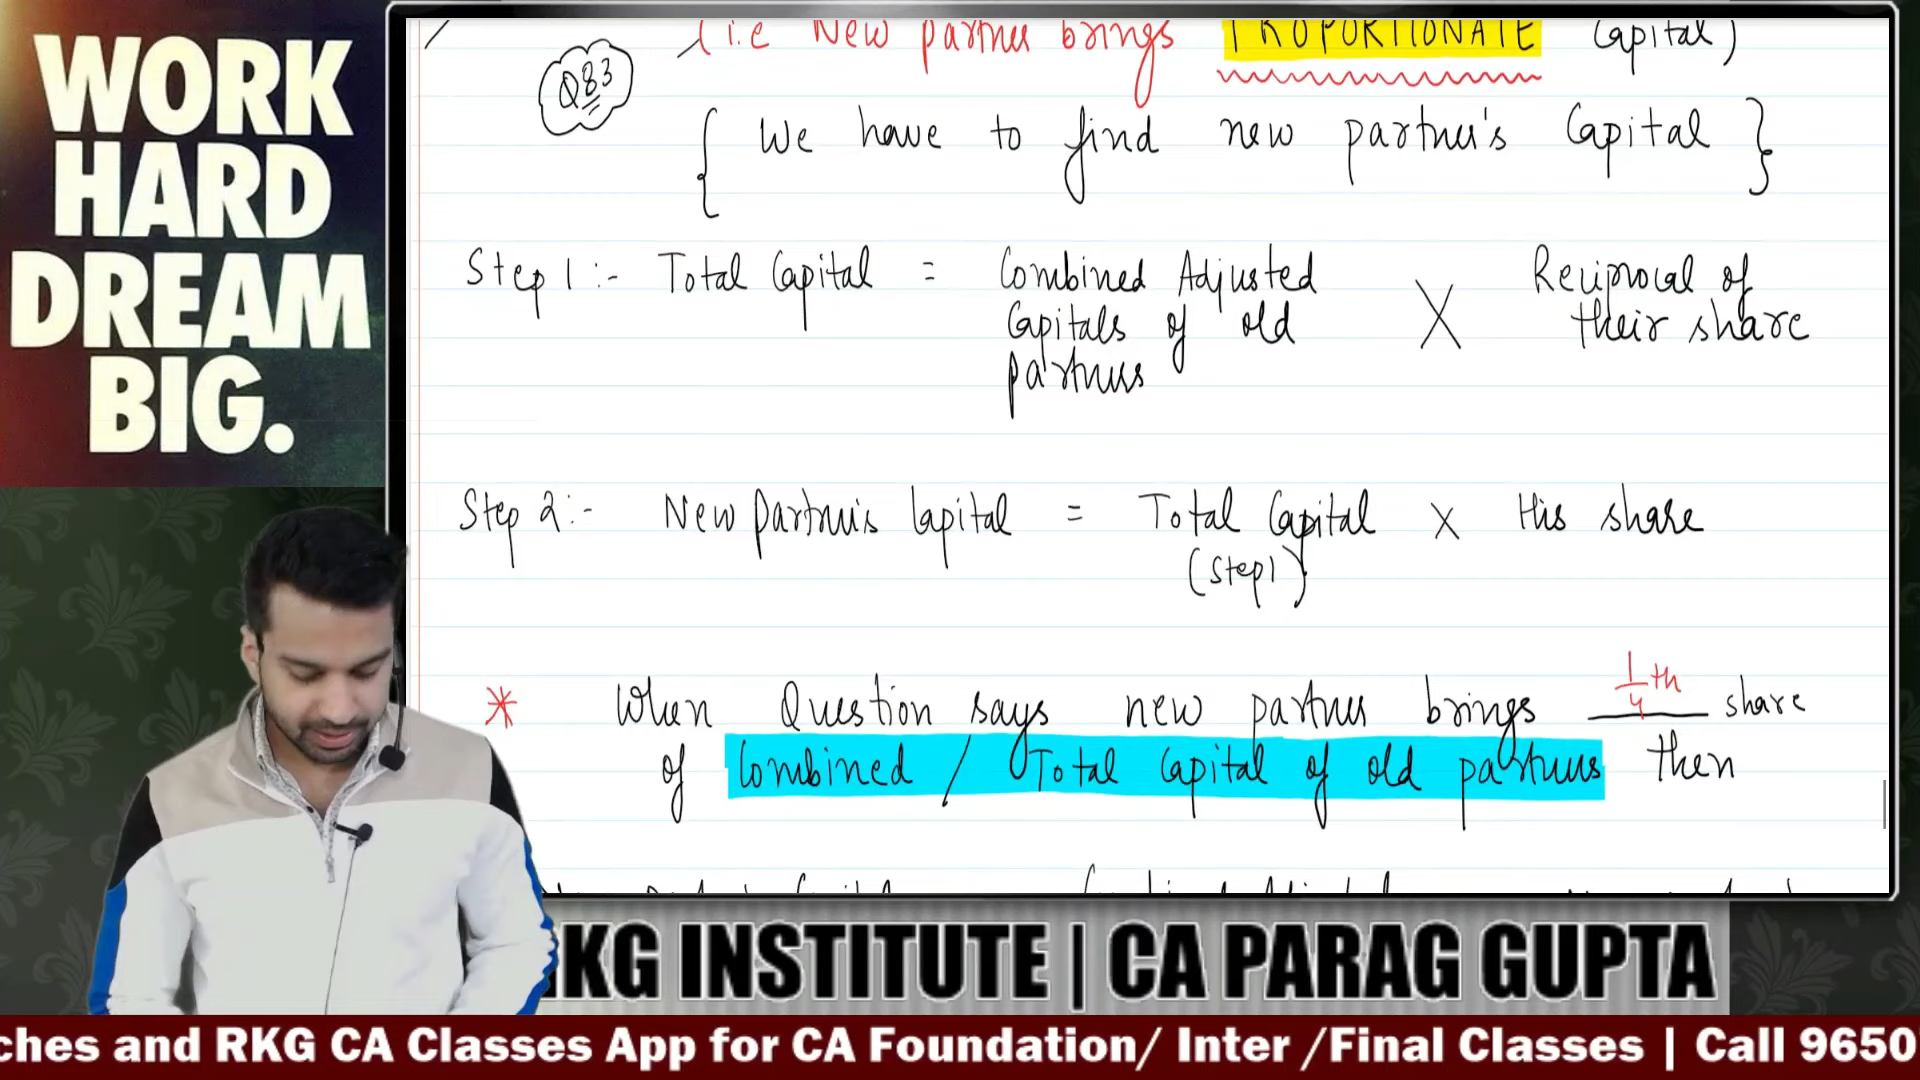 WORK
HARD
DREAM
BIG.
(i.e New partner brings PROPORTIONATE Capital)
Q83
{ We have to find new partner's Capital }
Step 1 :- Total Capital = Combined Adjusted Capitals of old partners X Reciprocal of their share
Step 2 :- New Partner's Capital = Total Capital X His share
(Step 1)
* When Question says new partner brings 1/4 th share
of Combined / Total Capital of old partners then
KG INSTITUTE | CA PARAG GUPTA
ches and RKG CA Classes App for CA Foundation/ Inter /Final Classes | Call 9650